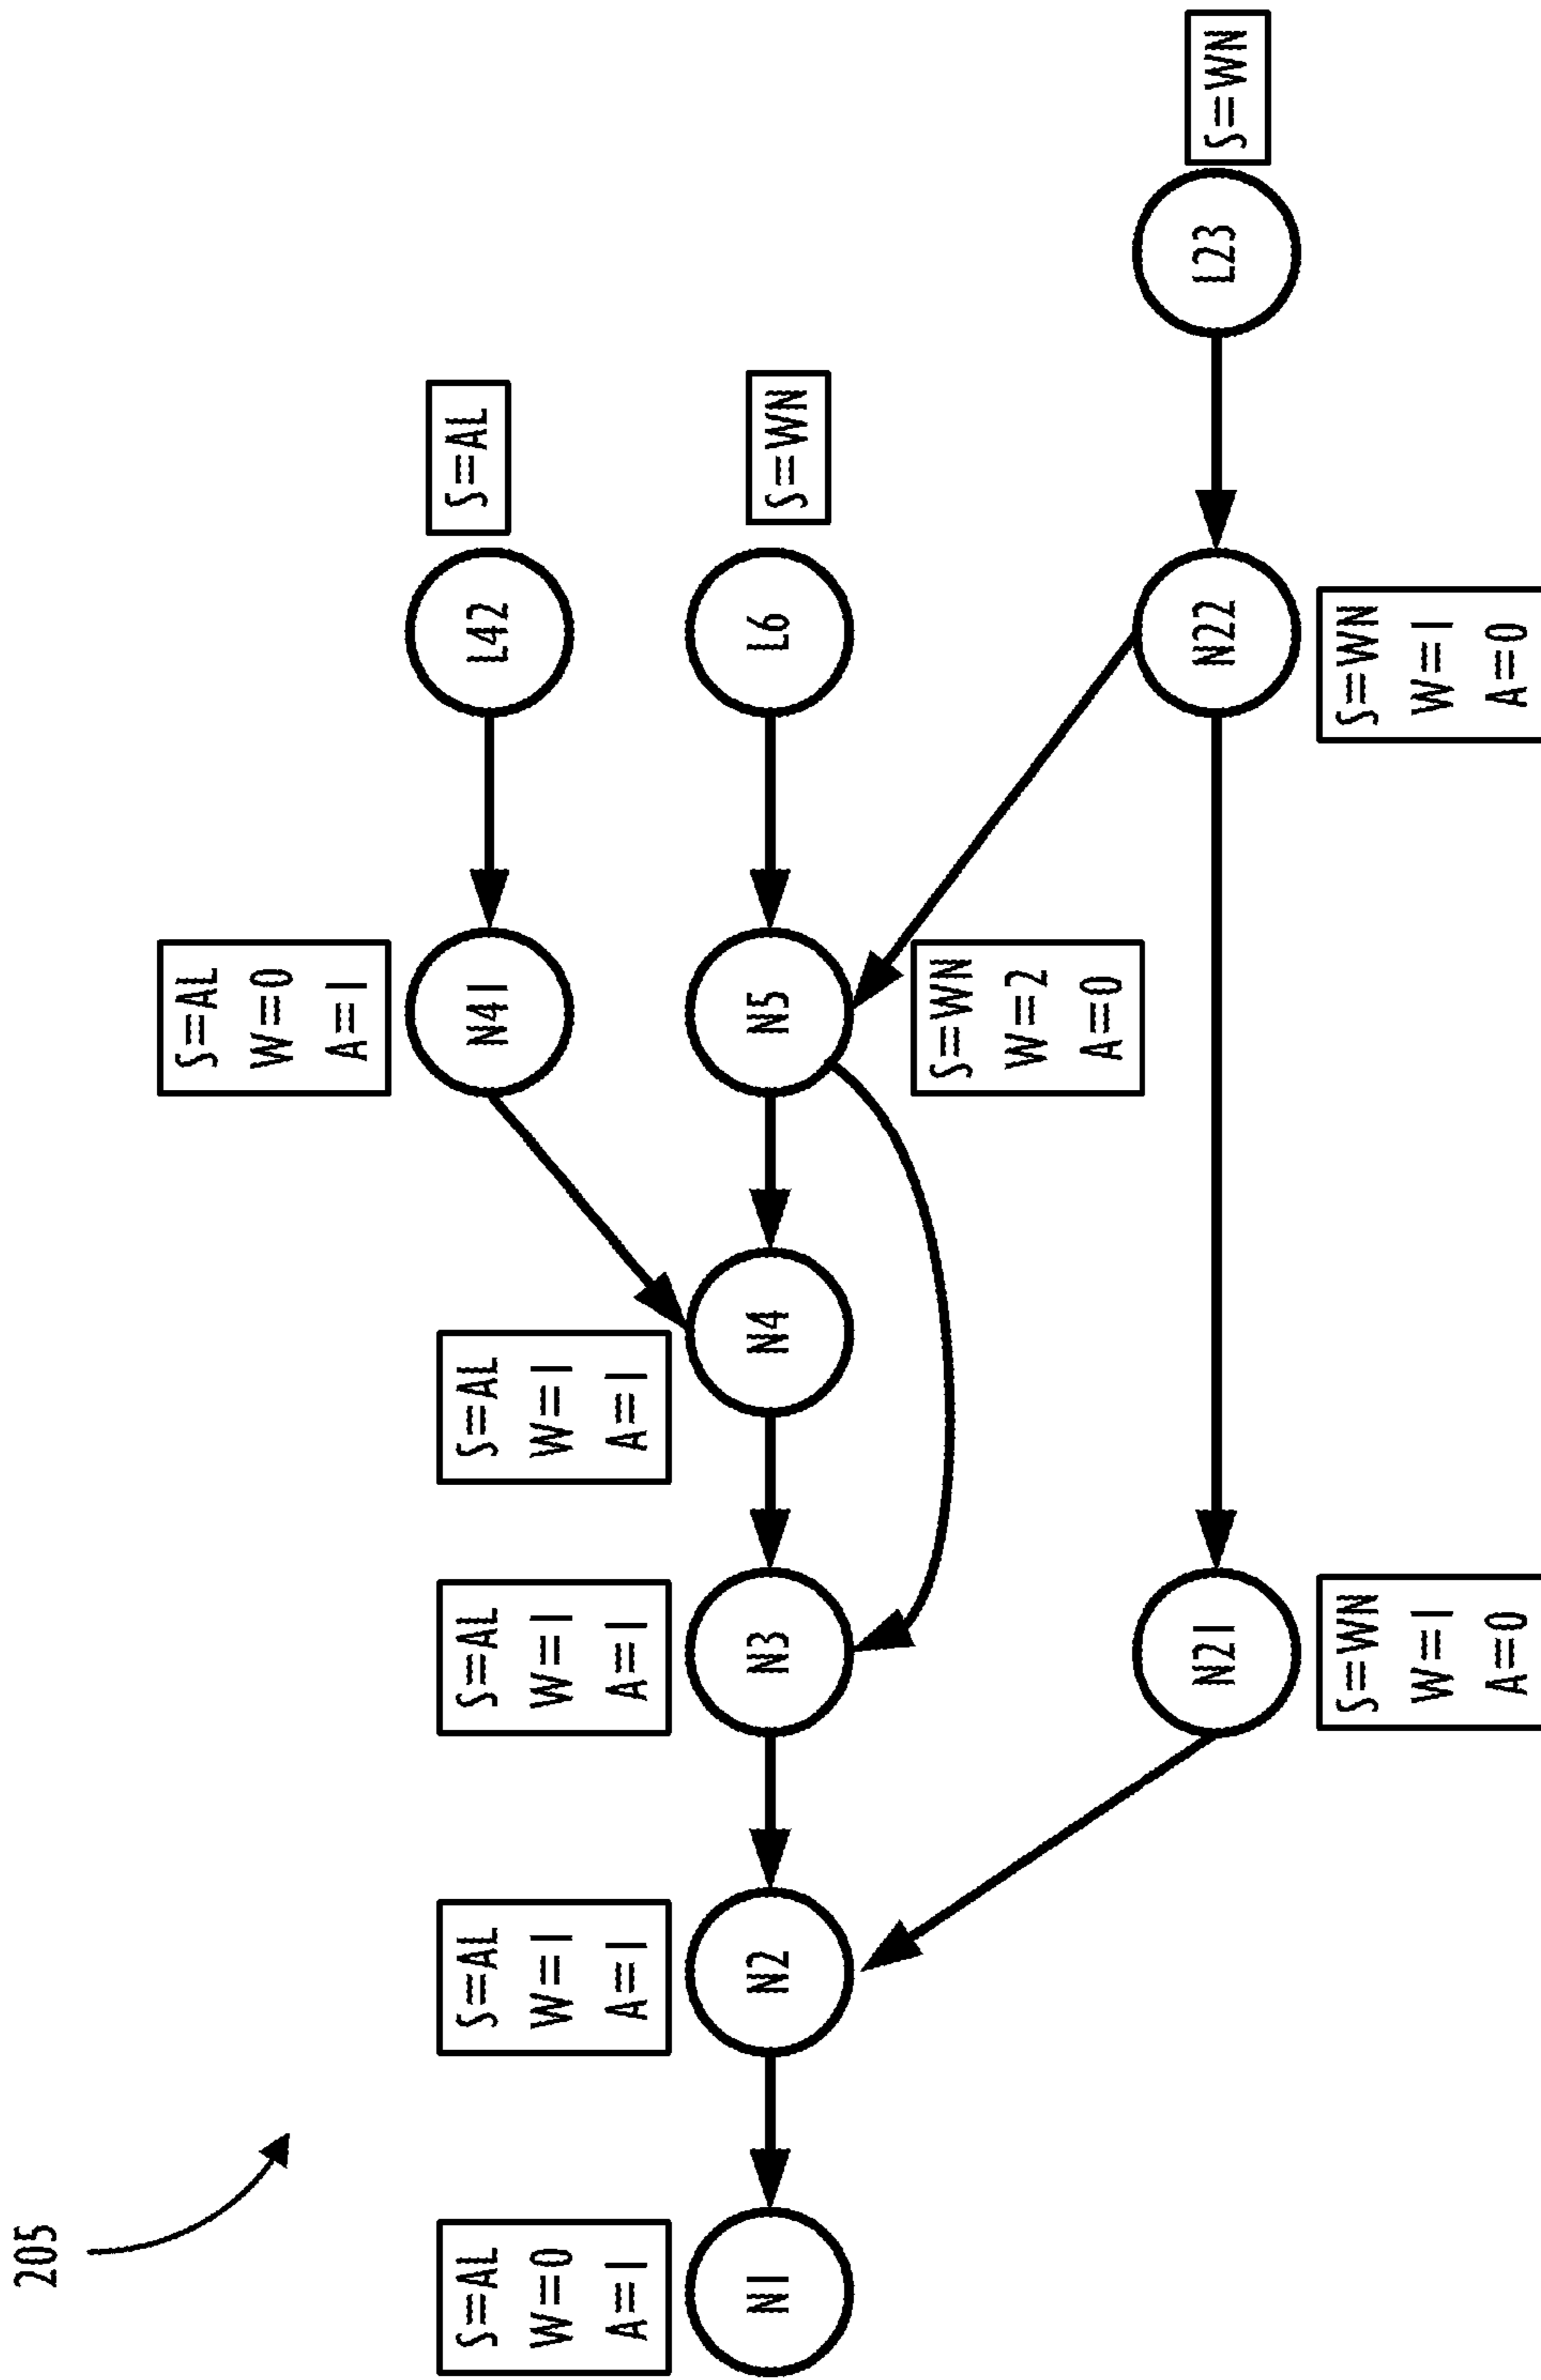 205
S=AL
W=0
A=1
S=AL
S=AL
W=0
A=1
S=AL
W=1
A=1
S=AL
W=1
A=1
S=AL
W=1
A=1
N41
L42
S=WN
N1
N2
N3
N4
N5
L6
S=WN
W=2
A=0
S=WN
N21
N22
L23
S=WN
W=1
A=0
S=WN
W=1
A=0